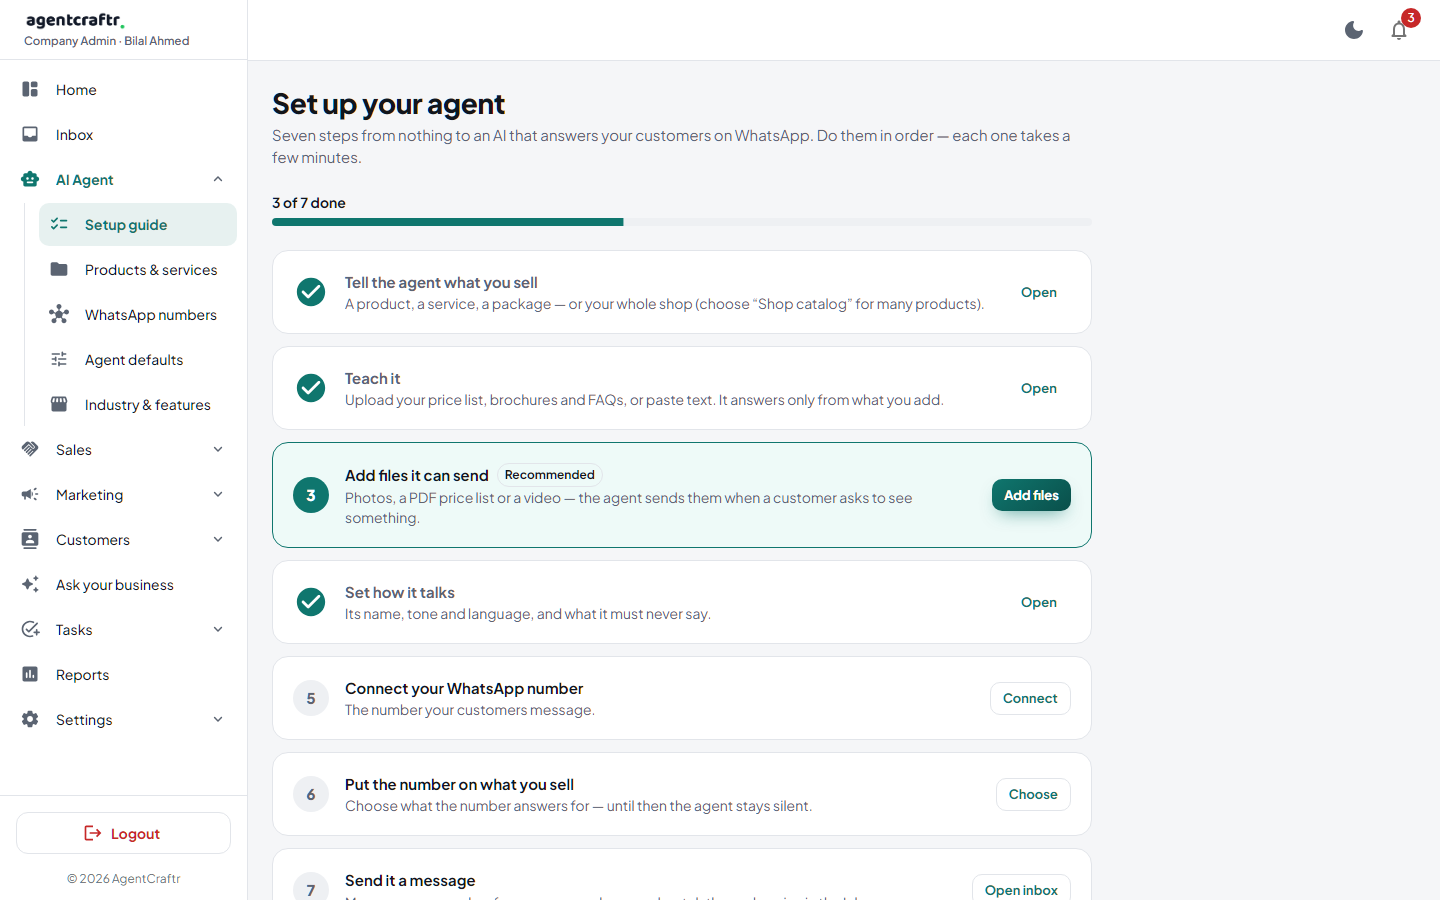 agentcraftr.
Company Admin · Bilal Ahmed
3
Home
Inbox
AI Agent
Setup guide
Products & services
WhatsApp numbers
Agent defaults
Industry & features
Sales
Marketing
Customers
Ask your business
Tasks
Reports
Settings
Logout
© 2026 AgentCraftr
Set up your agent
Seven steps from nothing to an AI that answers your customers on WhatsApp. Do them in order — each one takes a
few minutes.
3 of 7 done
Tell the agent what you sell
A product, a service, a package — or your whole shop (choose “Shop catalog” for many products).
Open
Teach it
Upload your price list, brochures and FAQs, or paste text. It answers only from what you add.
Open
3
Add files it can send Recommended
Photos, a PDF price list or a video — the agent sends them when a customer asks to see
something.
Add files
Set how it talks
Its name, tone and language, and what it must never say.
Open
5
Connect your WhatsApp number
The number your customers message.
Connect
6
Put the number on what you sell
Choose what the number answers for — until then the agent stays silent.
Choose
7
Send it a message
Open inbox